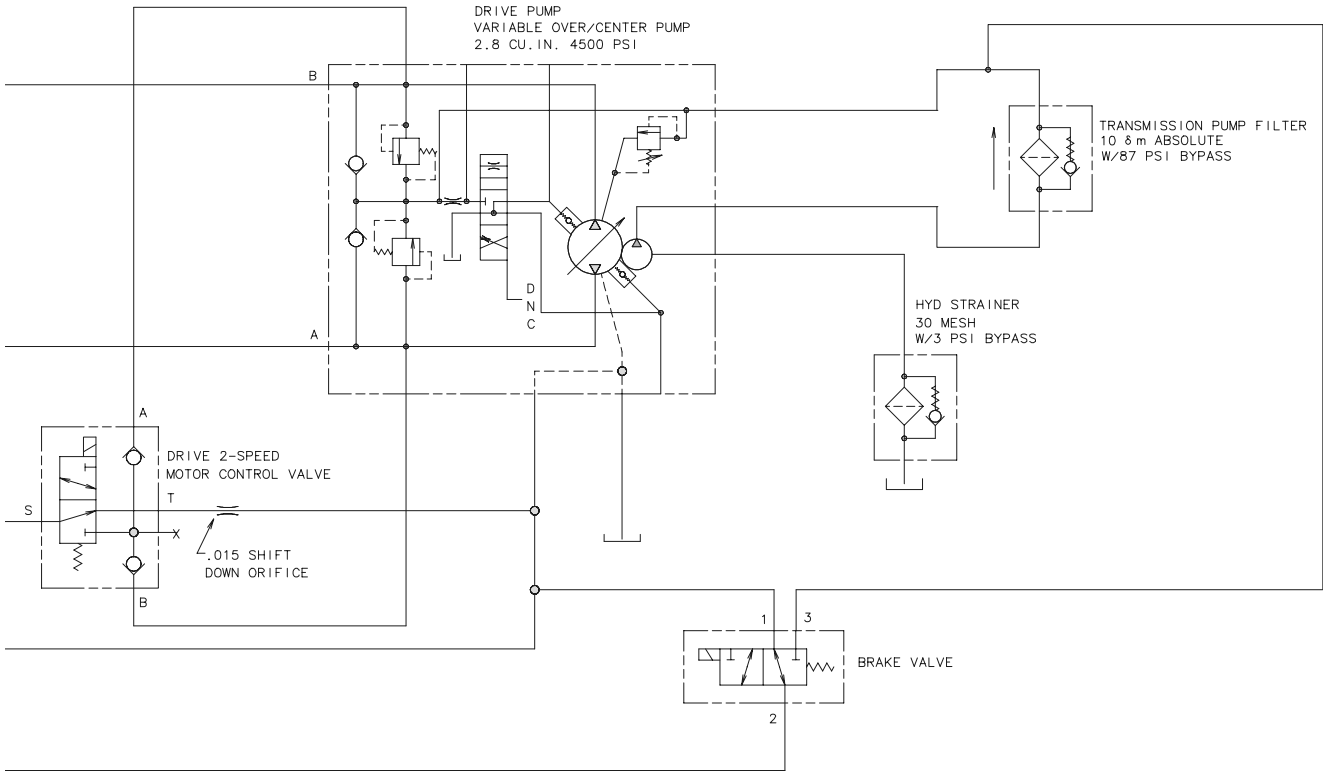 DRIVE PUMP
VARIABLE OVER/CENTER PUMP
2.8 CU.IN. 4500 PSI
B
TRANSMISSION PUMP FILTER
10 δm ABSOLUTE
W/87 PSI BYPASS
D
N
C
HYD STRAINER
30 MESH
W/3 PSI BYPASS
A
A
DRIVE 2-SPEED
MOTOR CONTROL VALVE
T
S
X
.015 SHIFT
DOWN ORIFICE
B
1
3
BRAKE VALVE
2